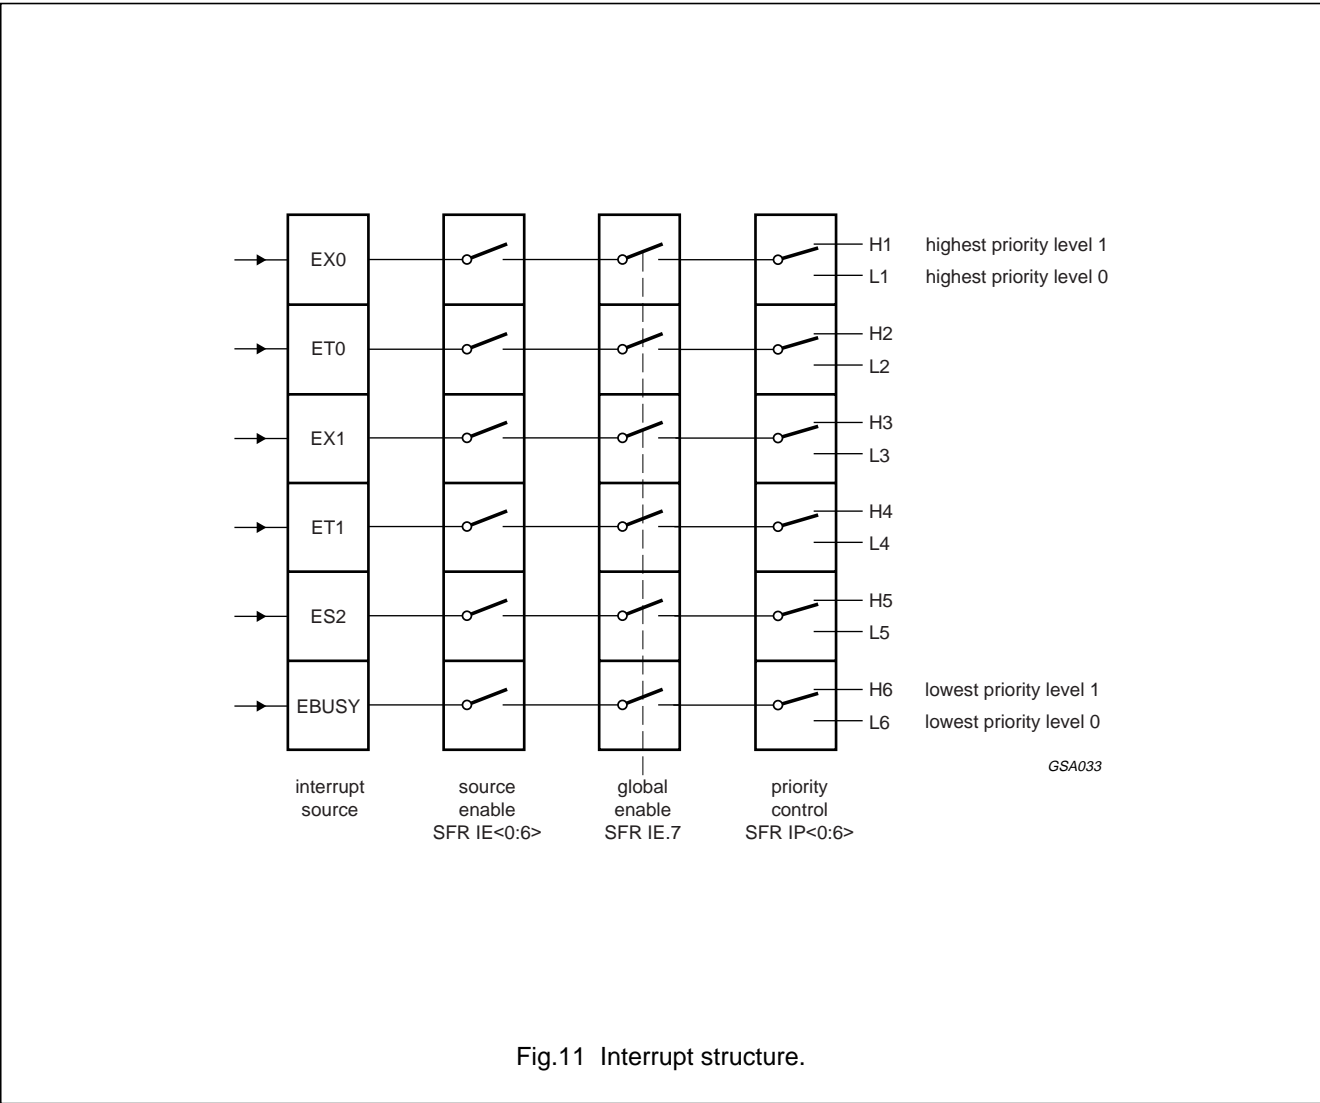 EX0
H1 highest priority level 1
L1 highest priority level 0
ET0
H2
L2
EX1
H3
L3
ET1
H4
L4
ES2
H5
L5
EBUSY
H6 lowest priority level 1
L6 lowest priority level 0
GSA033
interrupt
source
source
enable
SFR IE<0:6>
global
enable
SFR IE.7
priority
control
SFR IP<0:6>
Fig.11 Interrupt structure.